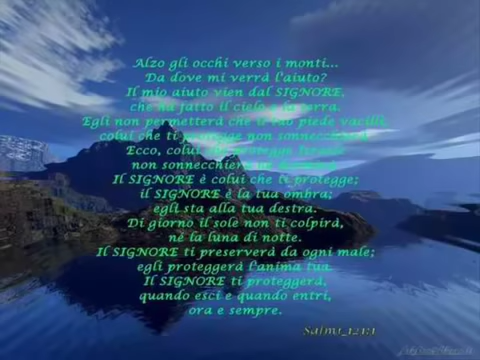 Alzo gli occhi verso i monti...
Da dove mi verrà l'aiuto?
Il mio aiuto vien dal SIGNORE,
che ha fatto il cielo e la terra.
Egli non permetterà che il tuo piede vacilli,
colui che ti protegge non sonnecchierà.
Ecco, colui che protegge Israele
non sonnecchierà né
Il SIGNORE è colui che ti protegge;
il SIGNORE è la tua ombra;
egli sta alla tua destra.
Di giorno il sole non ti colpirà,
né la luna di notte.
Il SIGNORE ti preserverà da ogni male;
egli proteggerà l'anima tua.
Il SIGNORE ti proteggerà,
quando esci e quando entri,
ora e sempre.